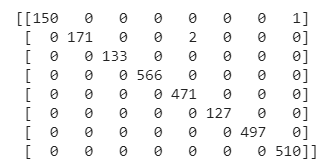 [[150 0 0 0 0 0 0 1]
[ 0 171 0 0 2 0 0 0]
[ 0 0 133 0 0 0 0 0]
[ 0 0 0 566 0 0 0 0]
[ 0 0 0 0 471 0 0 0]
[ 0 0 0 0 0 127 0 0]
[ 0 0 0 0 0 0 497 0]
[ 0 0 0 0 0 0 0 510]]